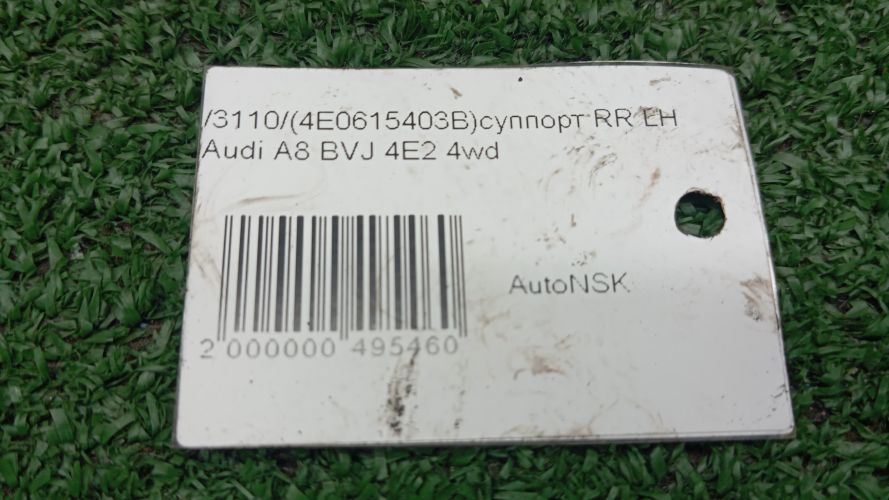 /3110/(4E0615403B)суппорт RR LH
Audi A8 BVJ 4E2 4wd
AutoNSK
2 000000 495460